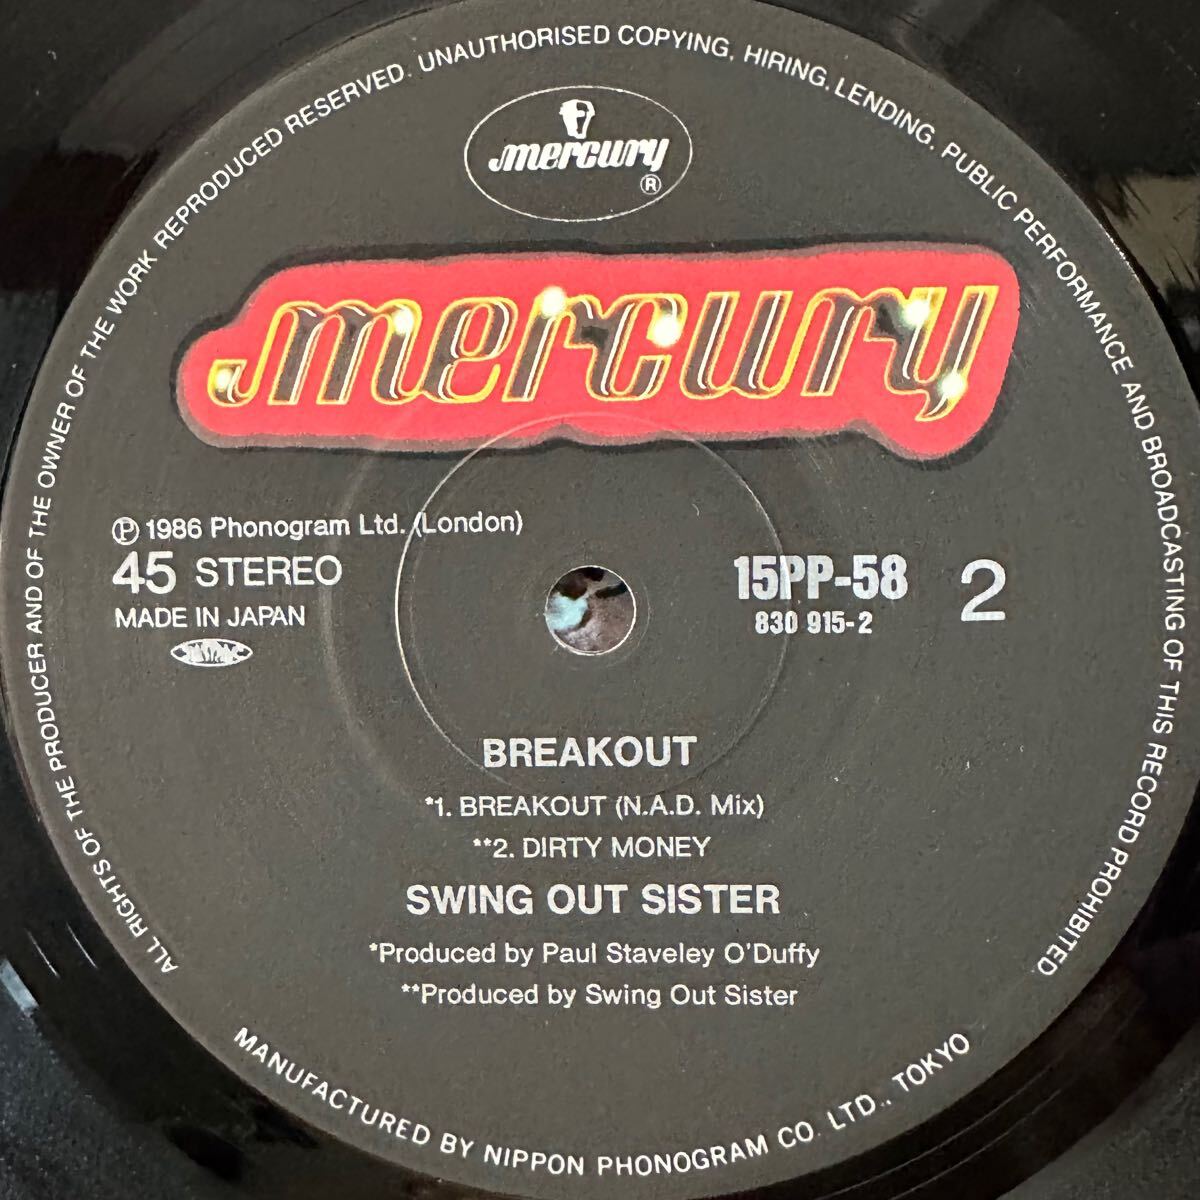 ALL RIGHTS OF THE PRODUCER AND OF THE OWNER OF THE WORK REPRODUCED RESERVED. UNAUTHORISED COPYING, HIRING, LENDING, PUBLIC PERFORMANCE AND BROADCASTING OF THIS RECORD PROHIBITED
mercury
®
mercury
℗ 1986 Phonogram Ltd. (London)
45 STEREO
MADE IN JAPAN
15PP-58
830 915-2
2
BREAKOUT
*1. BREAKOUT (N.A.D. Mix)
**2. DIRTY MONEY
SWING OUT SISTER
*Produced by Paul Staveley O'Duffy
**Produced by Swing Out Sister
MANUFACTURED BY NIPPON PHONOGRAM CO. LTD., TOKYO